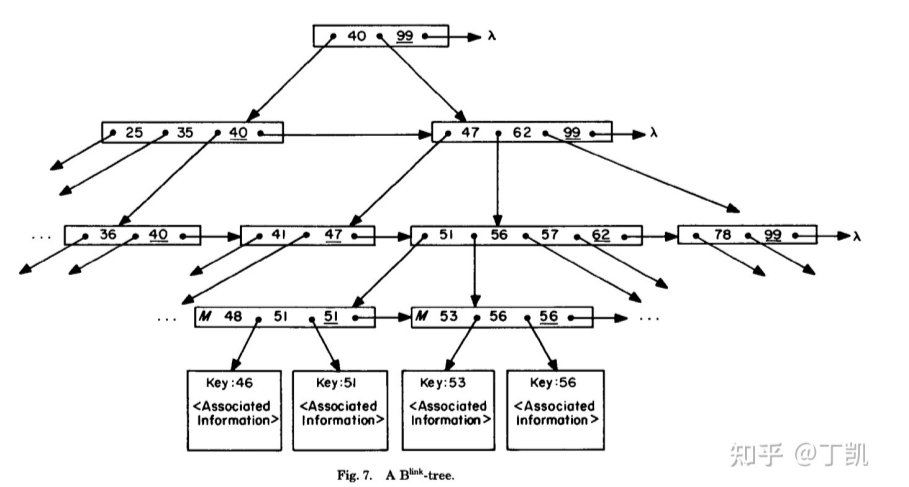 40 99 λ
25 35 40 47 62 99 λ
... 36 40 41 47 51 56 57 62 78 99 λ
... M 48 51 51 M 53 56 56 ...
Key:46 Key:51 Key:53 Key:56
<Associated <Associated <Associated <Associated
Information> Information> Information> Information>
Fig. 7. A Blink-tree.
知乎 @丁凯